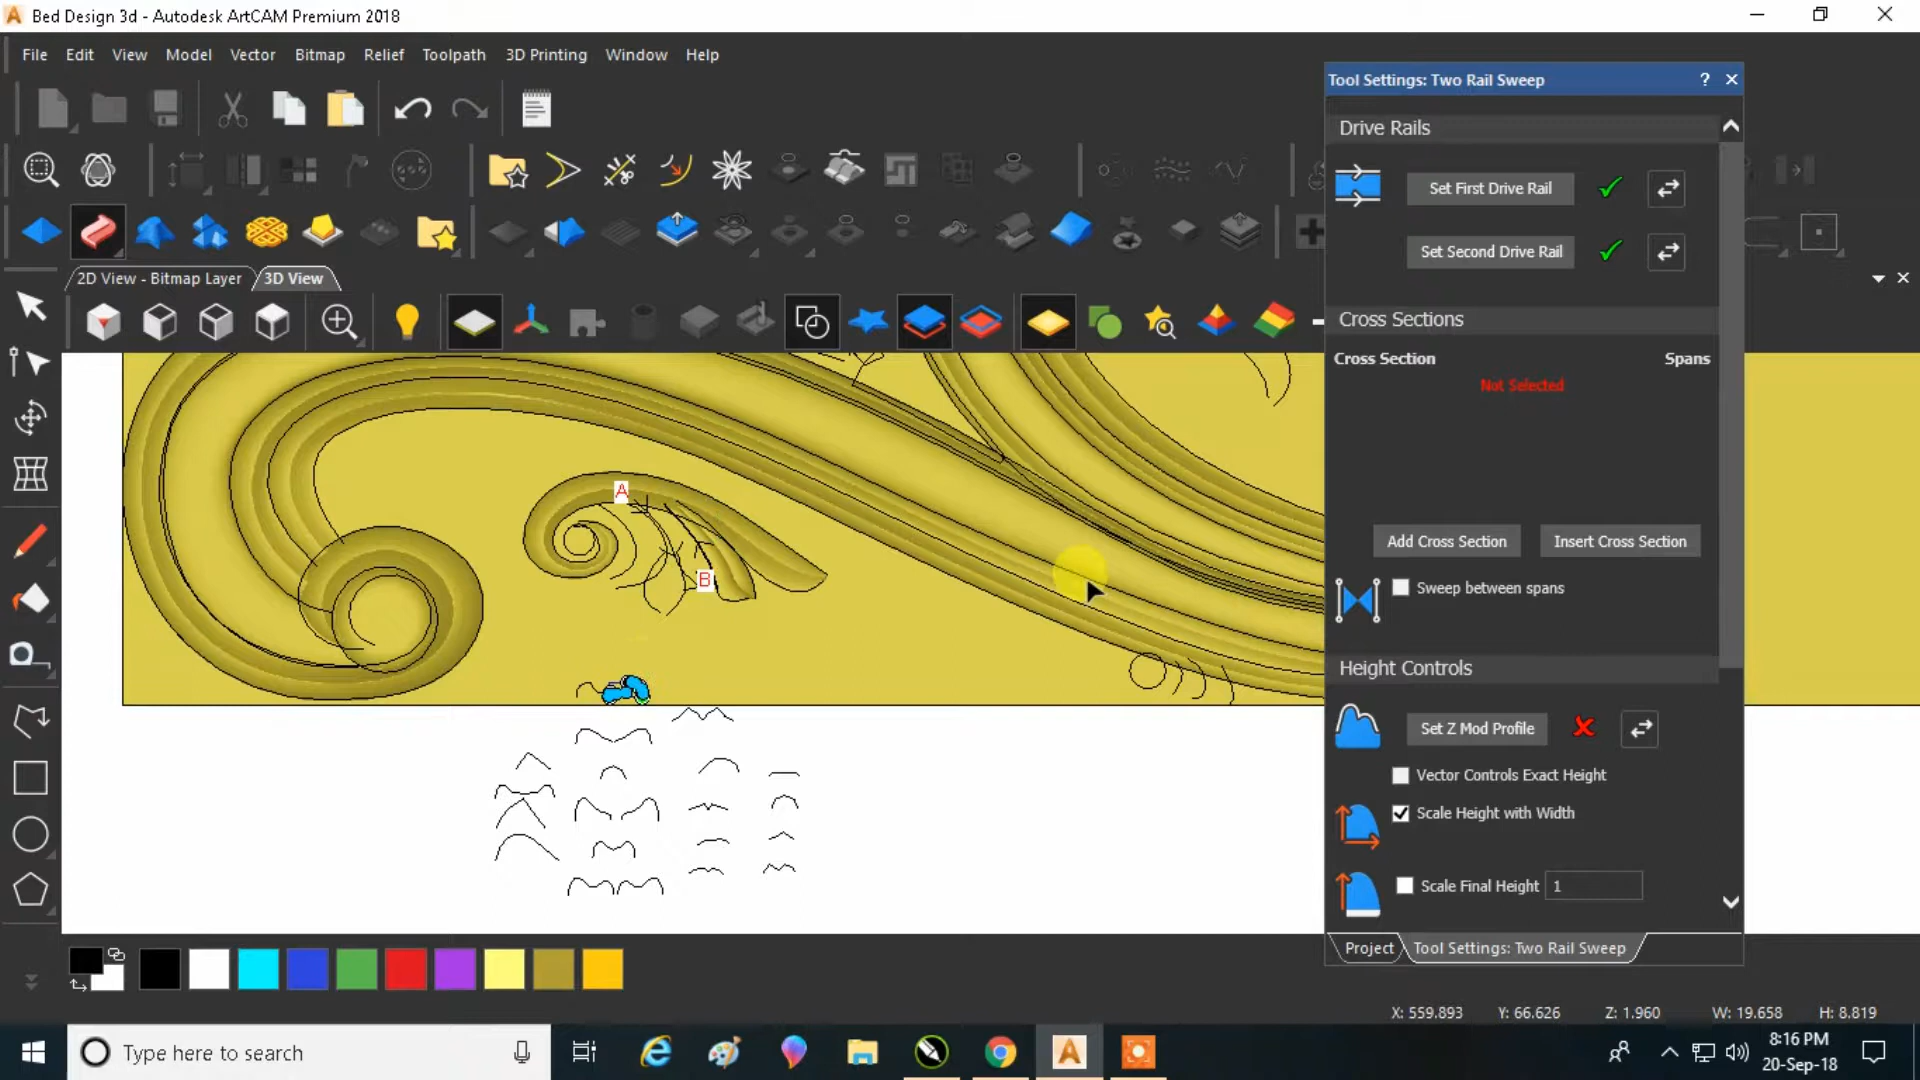 Bed Design 3d - Autodesk ArtCAM Premium 2018
File Edit View Model Vector Bitmap Relief Toolpath 3D Printing Window Help
2D View - Bitmap Layer 3D View
A
B
Tool Settings: Two Rail Sweep ?
Drive Rails
Set First Drive Rail
Set Second Drive Rail
Cross Sections
Cross Section Spans
Not Selected
Add Cross Section Insert Cross Section
Sweep between spans
Height Controls
Set Z Mod Profile
Vector Controls Exact Height
Scale Height with Width
Scale Final Height 1
Project Tool Settings: Two Rail Sweep
X: 559.893 Y: 66.626 Z: 1.960 W: 19.658 H: 8.819
Type here to search
8:16 PM
20-Sep-18